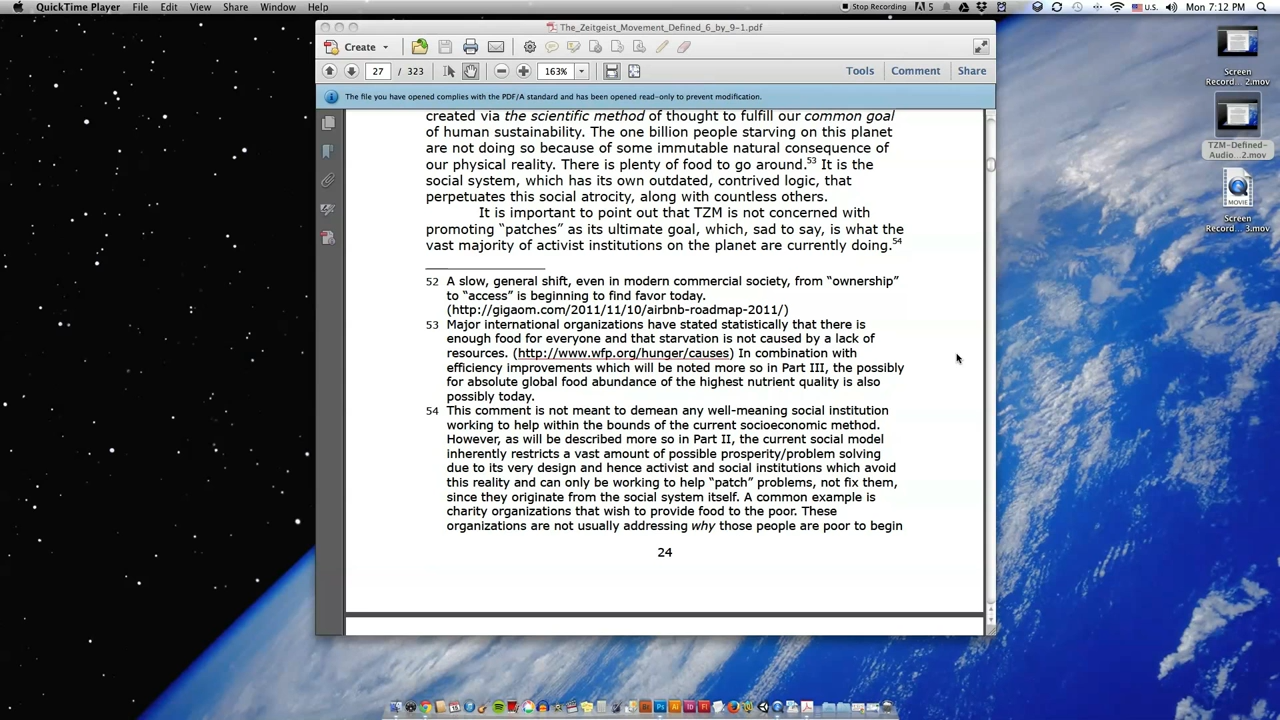 QuickTime Player File Edit View Share Window Help Stop Recording 5 U.S. Mon 7:12 PM
The_Zeitgeist_Movement_Defined_6_by_9-1.pdf
Create
27 / 323 163% Tools Comment Share
The file you have opened complies with the PDF/A standard and has been opened read-only to prevent modification.
created via the scientific method of thought to fulfill our common goal
of human sustainability. The one billion people starving on this planet
are not doing so because of some immutable natural consequence of
our physical reality. There is plenty of food to go around.53 It is the
social system, which has its own outdated, contrived logic, that
perpetuates this social atrocity, along with countless others.
It is important to point out that TZM is not concerned with
promoting “patches” as its ultimate goal, which, sad to say, is what the
vast majority of activist institutions on the planet are currently doing.54
52 A slow, general shift, even in modern commercial society, from “ownership”
to “access” is beginning to find favor today.
(http://gigaom.com/2011/11/10/airbnb-roadmap-2011/)
53 Major international organizations have stated statistically that there is
enough food for everyone and that starvation is not caused by a lack of
resources. (http://www.wfp.org/hunger/causes) In combination with
efficiency improvements which will be noted more so in Part III, the possibly
for absolute global food abundance of the highest nutrient quality is also
possibly today.
54 This comment is not meant to demean any well-meaning social institution
working to help within the bounds of the current socioeconomic method.
However, as will be described more so in Part II, the current social model
inherently restricts a vast amount of possible prosperity/problem solving
due to its very design and hence activist and social institutions which avoid
this reality and can only be working to help “patch” problems, not fix them,
since they originate from the social system itself. A common example is
charity organizations that wish to provide food to the poor. These
organizations are not usually addressing why those people are poor to begin
24
Screen
Record... 2.mov
TZM-Defined-
Audio...2.mov
MOVIE
Screen
Record... 3.mov